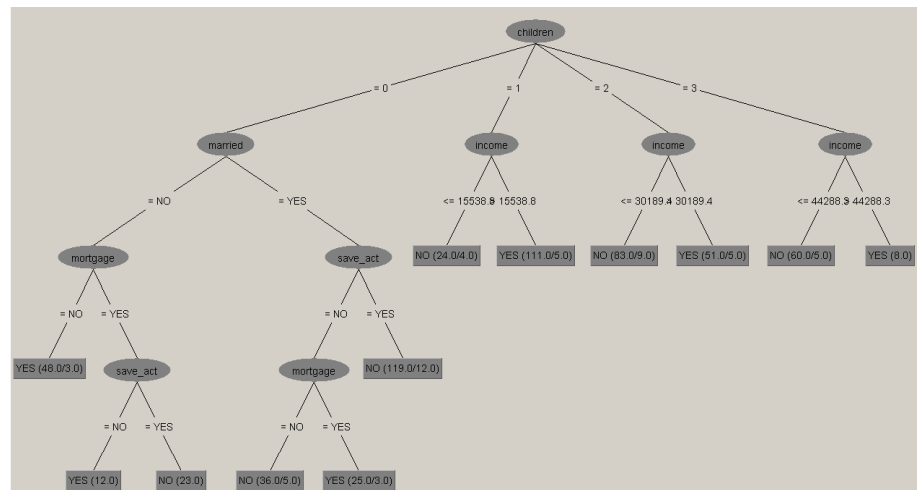 children
= 0
= 1
= 2
= 3
married
income
income
income
= NO
= YES
<= 15538.8
> 15538.8
<= 30189.4
> 30189.4
<= 44288.3
> 44288.3
mortgage
save_act
NO (24.0/4.0)
YES (111.0/5.0)
NO (83.0/9.0)
YES (51.0/5.0)
NO (60.0/5.0)
YES (8.0)
= NO
= YES
= NO
= YES
YES (48.0/3.0)
save_act
mortgage
NO (119.0/12.0)
= NO
= YES
= NO
= YES
YES (12.0)
NO (23.0)
NO (36.0/5.0)
YES (25.0/3.0)